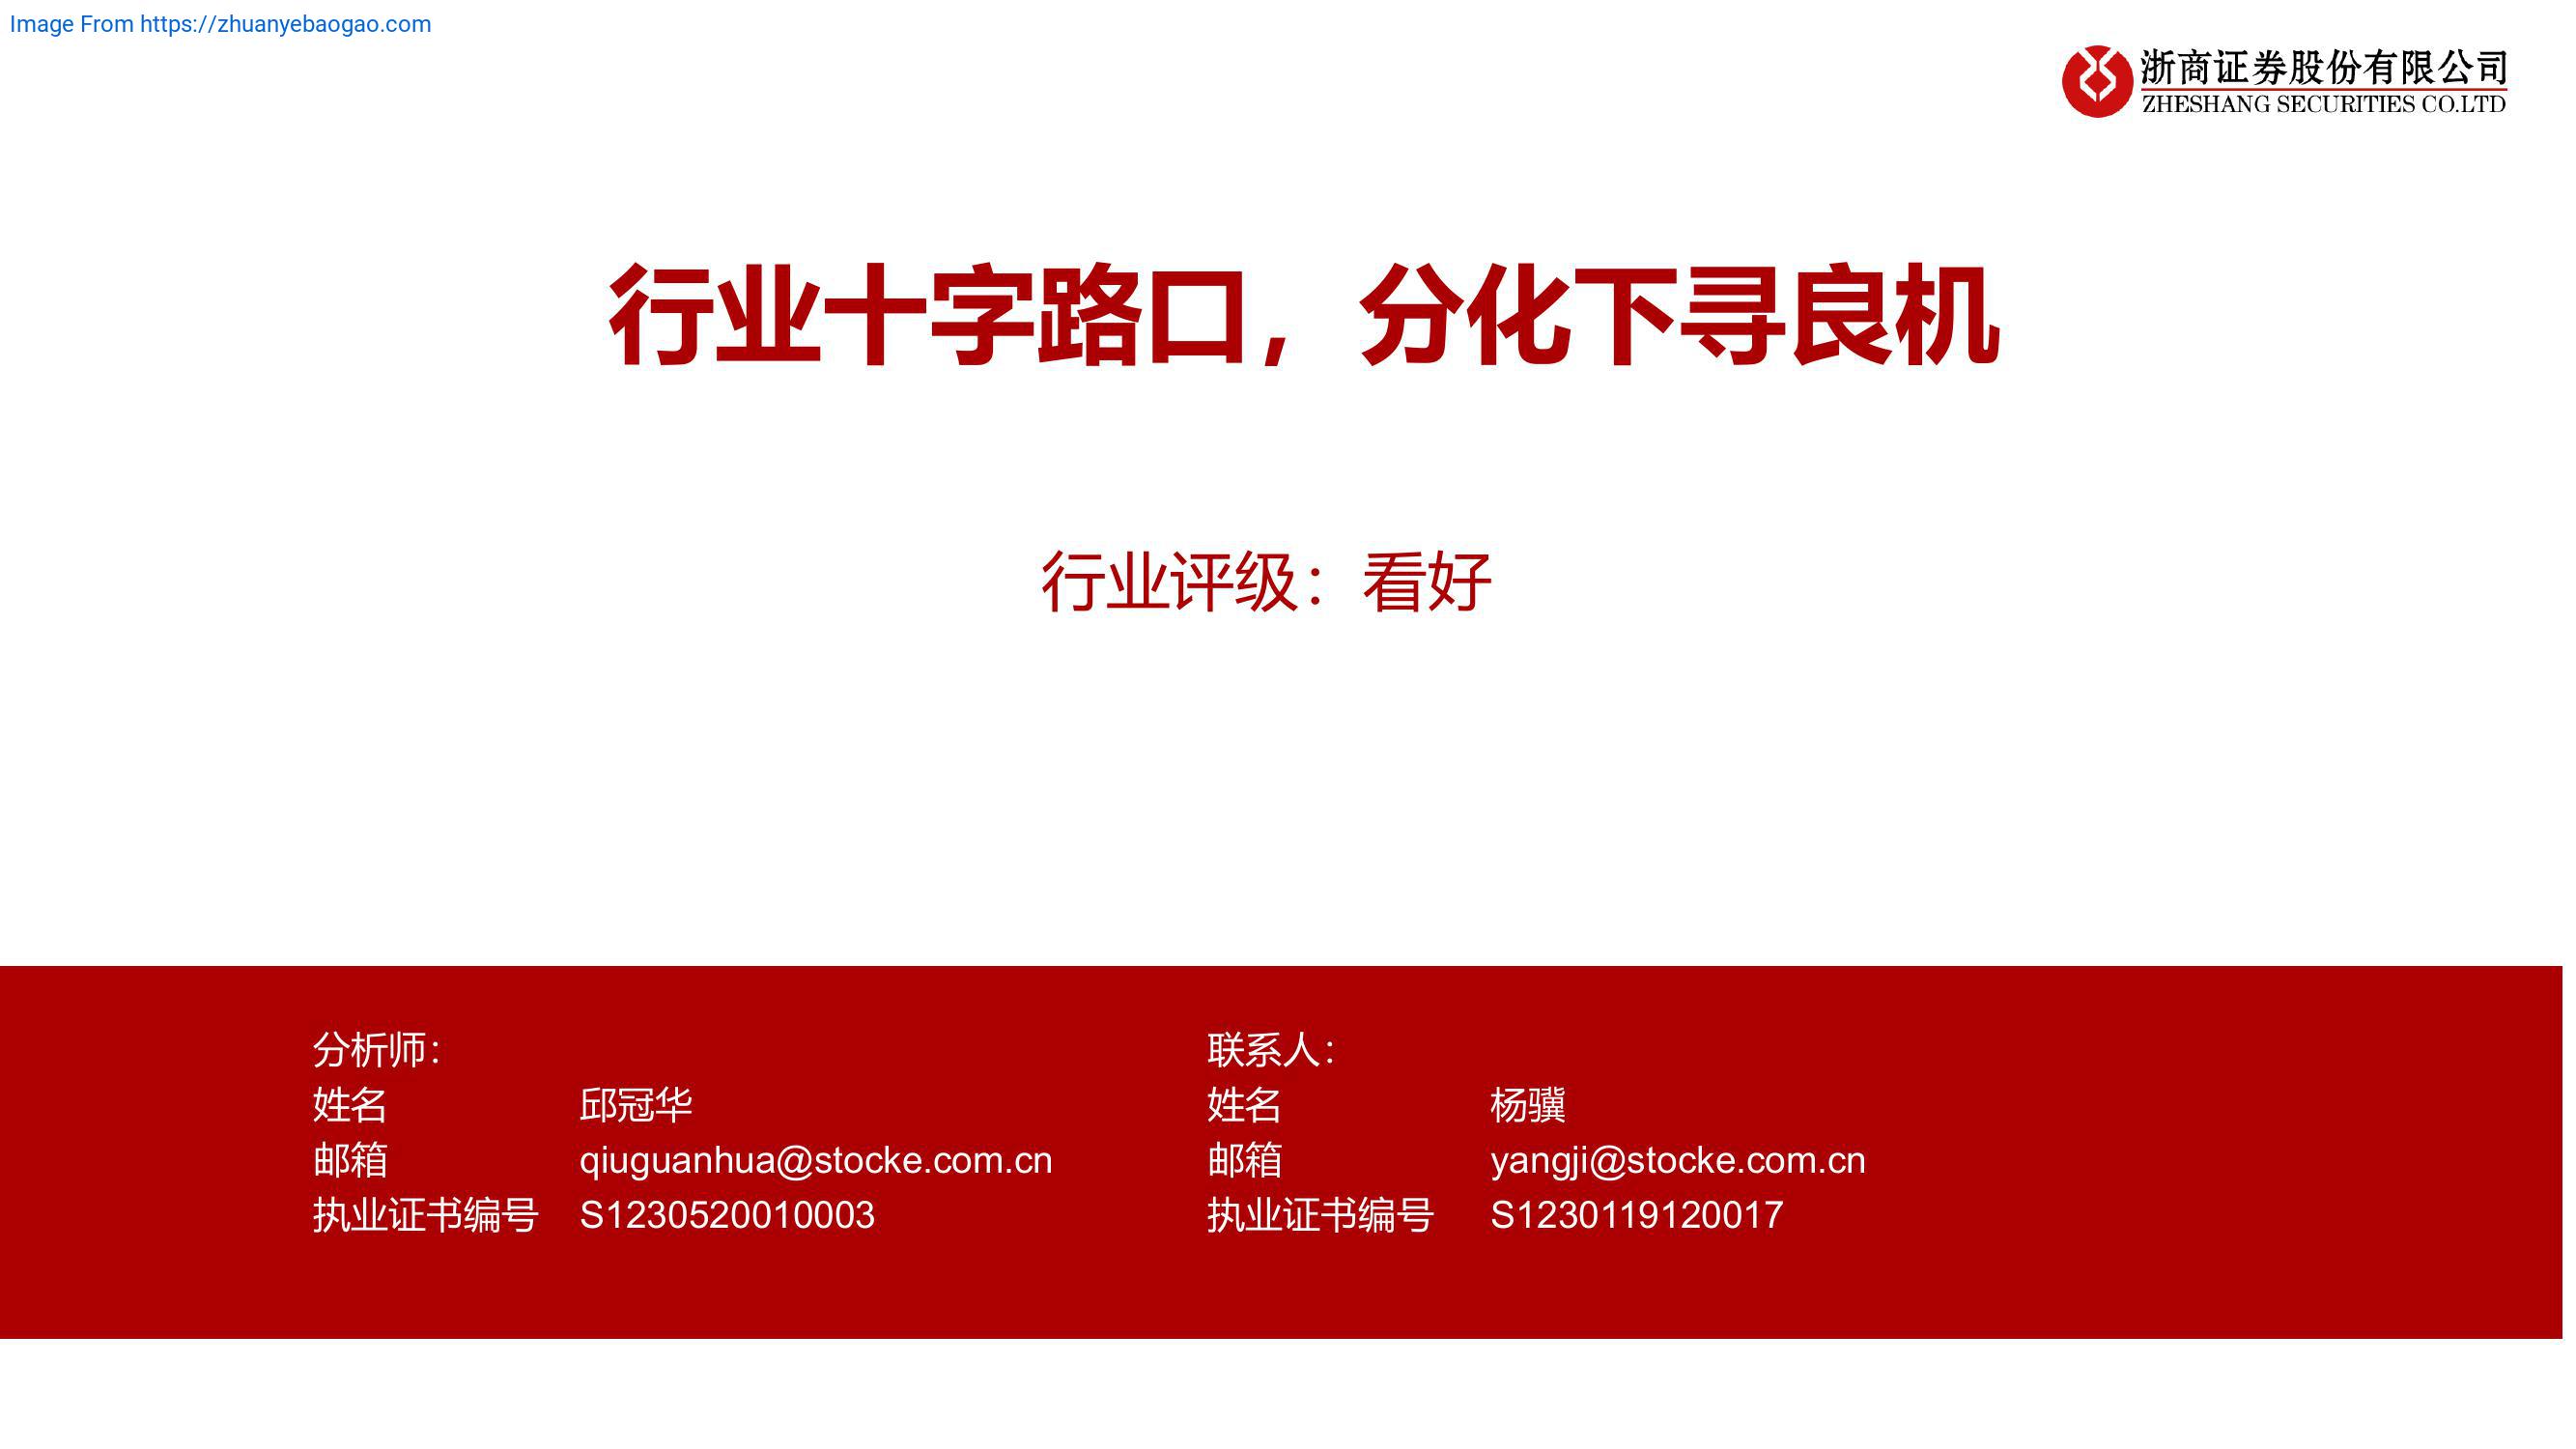 Image From https://zhuanyebaogao.com
浙商证券股份有限公司
ZHESHANG SECURITIES CO.LTD
行业十字路口，分化下寻良机
行业评级：看好
分析师：
姓名 邱冠华
邮箱 qiuguanhua@stocke.com.cn
执业证书编号 S1230520010003
联系人：
姓名 杨骥
邮箱 yangji@stocke.com.cn
执业证书编号 S1230119120017